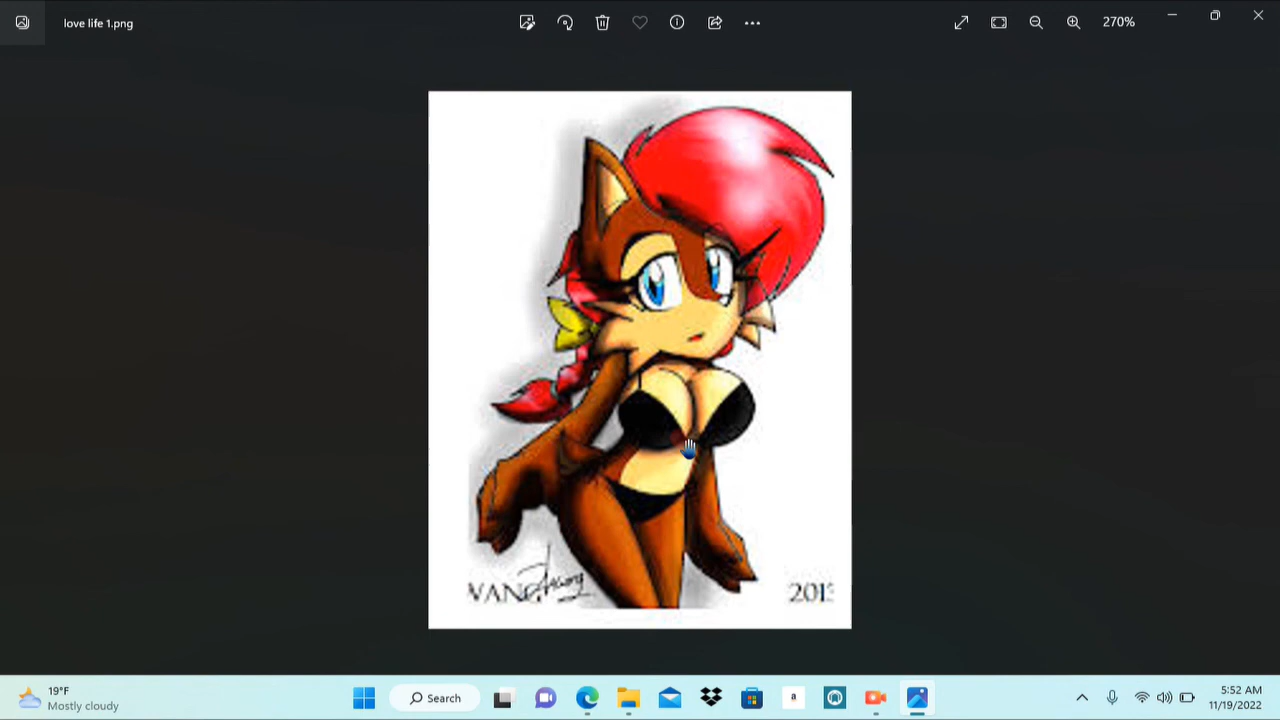 love life 1.png
270%
19°F
Mostly cloudy
Search
a
5:52 AM
11/19/2022